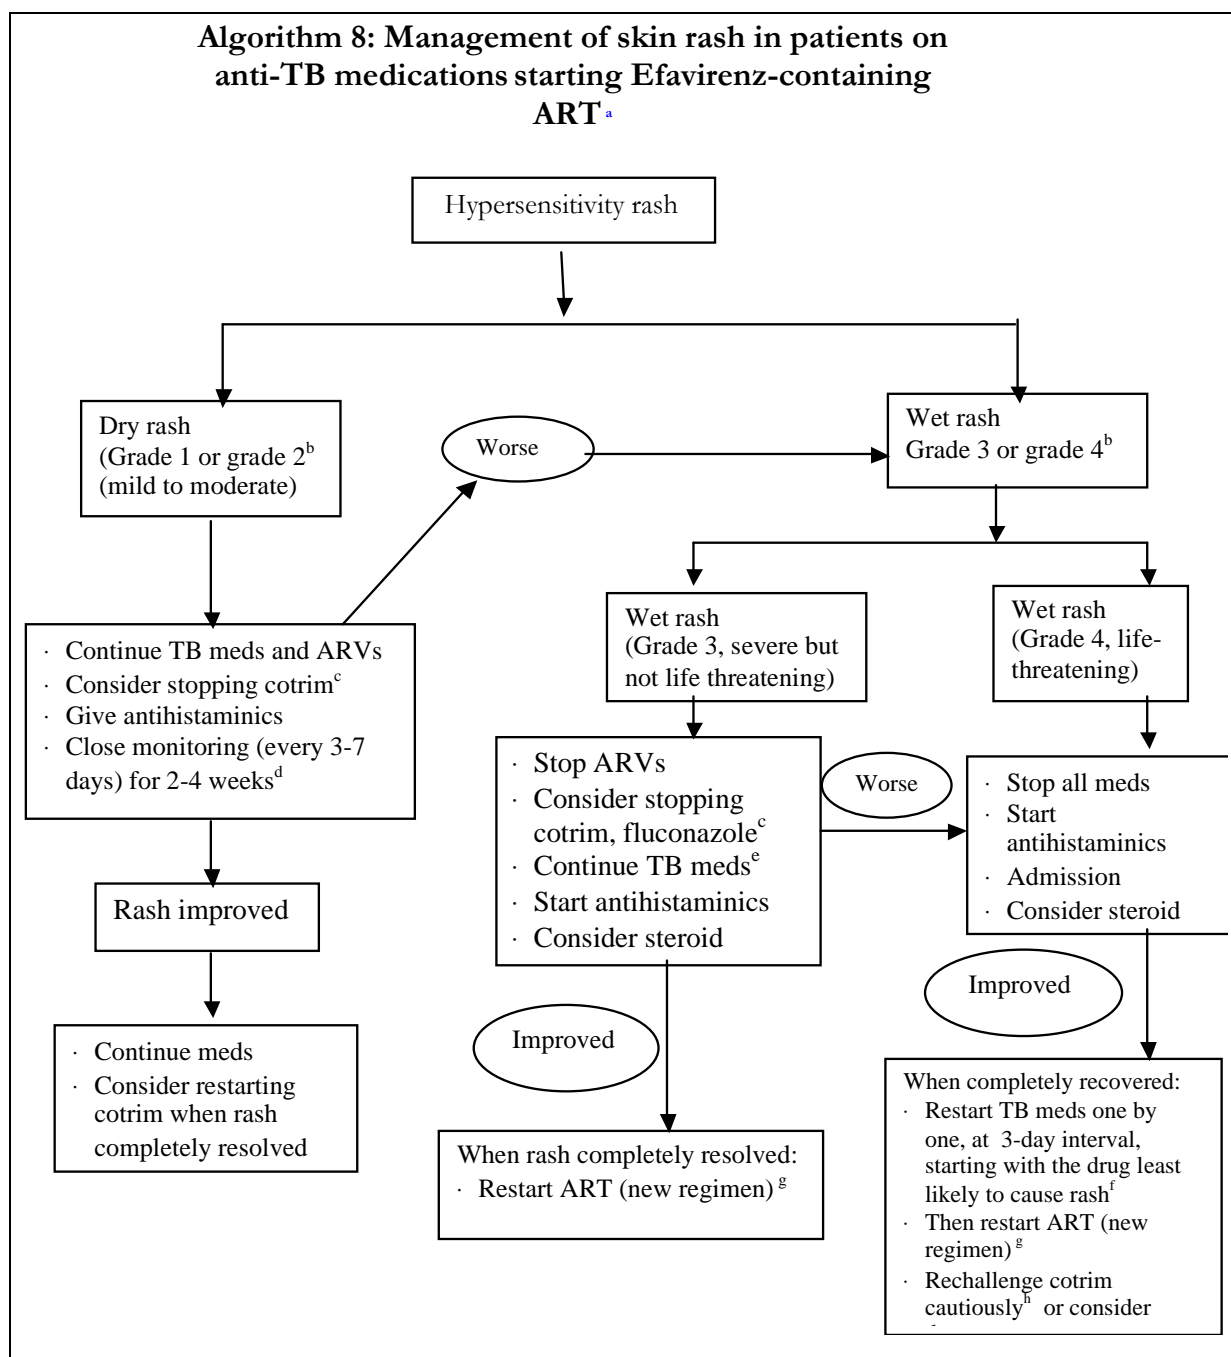 Algorithm 8: Management of skin rash in patients on
anti-TB medications starting Efavirenz-containing
ART a
Hypersensitivity rash
Dry rash
(Grade 1 or grade 2b
(mild to moderate)
Worse
Wet rash
Grade 3 or grade 4b
· Continue TB meds and ARVs
· Consider stopping cotrimc
· Give antihistaminics
· Close monitoring (every 3-7
days) for 2-4 weeksd
Wet rash
(Grade 3, severe but
not life threatening)
Wet rash
(Grade 4, life-
threatening)
· Stop ARVs
· Consider stopping
cotrim, fluconazolec
· Continue TB medse
· Start antihistaminics
· Consider steroid
Worse
· Stop all meds
· Start
antihistaminics
· Admission
· Consider steroid
Rash improved
Improved
Improved
· Continue meds
· Consider restarting
cotrim when rash
completely resolved
When rash completely resolved:
· Restart ART (new regimen) g
When completely recovered:
· Restart TB meds one by
one, at 3-day interval,
starting with the drug least
likely to cause rashf
· Then restart ART (new
regimen) g
· Rechallenge cotrim
cautiouslyh or consider